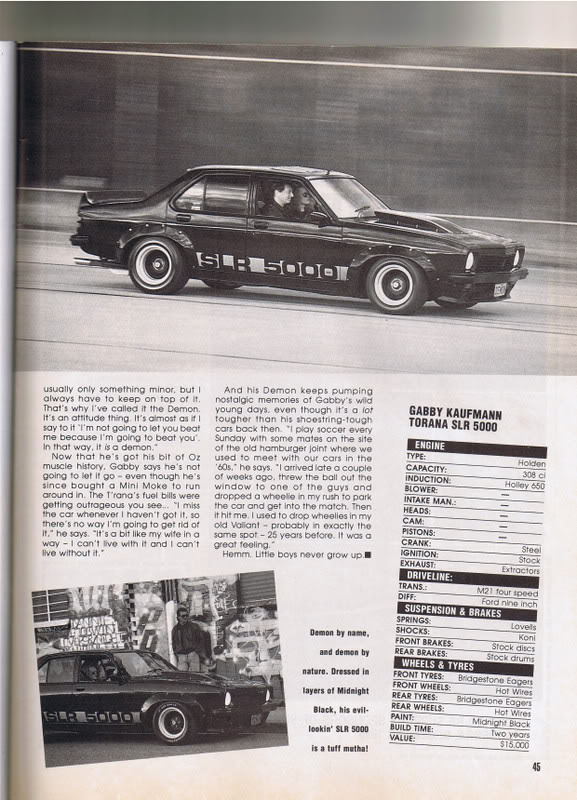 SLR 5000
usually only something minor, but I
always have to keep on top of it.
That's why I've called it the Demon.
It's an attitude thing. It's almost as if I
say to it 'I'm not going to let you beat
me because I'm going to beat you'.
In that way, it is a demon."
Now that he's got his bit of Oz
muscle history, Gabby says he's not
going to let it go – even though he's
since bought a Mini Moke to run
around in. The T'rana's fuel bills were
getting outrageous you see... "I miss
the car whenever I haven't got it, so
there's no way I'm going to get rid of
it," he says. "It's a bit like my wife in a
way – I can't live with it and I can't
live without it."
And his Demon keeps pumping
nostalgic memories of Gabby's wild
young days, even though it's a lot
tougher than his shoestring-tough
cars back then. "I play soccer every
Sunday with some mates on the site
of the old hamburger joint where we
used to meet with our cars in the
'60s," he says. "I arrived late a couple
of weeks ago, threw the ball out the
window to one of the guys and
dropped a wheelie in my rush to park
the car and get into the match. Then
it hit me. I used to drop wheelies in my
old Valiant – probably in exactly the
same spot – 25 years before. It was a
great feeling."
Hemm. Little boys never grow up.■
GABBY KAUFMANN
TORANA SLR 5000
ENGINE
TYPE: Holden
CAPACITY: 308 ci
INDUCTION: Holley 650
BLOWER: —
INTAKE MAN.: —
HEADS: —
CAM: —
PISTONS: —
CRANK: Steel
IGNITION: Stock
EXHAUST: Extractors
DRIVELINE:
TRANS.: M21 four speed
DIFF: Ford nine inch
SUSPENSION & BRAKES
SPRINGS: Lovells
SHOCKS: Koni
FRONT BRAKES: Stock discs
REAR BRAKES: Stock drums
WHEELS & TYRES
FRONT TYRES: Bridgestone Eagers
FRONT WHEELS: Hot Wires
REAR TYRES: Bridgestone Eagers
REAR WHEELS: Hot Wires
PAINT: Midnight Black
BUILD TIME: Two years
VALUE: $15,000
SLR 5000
Demon by name,
and demon by
nature. Dressed in
layers of Midnight
Black, his evil-
lookin' SLR 5000
is a tuff mutha!
45